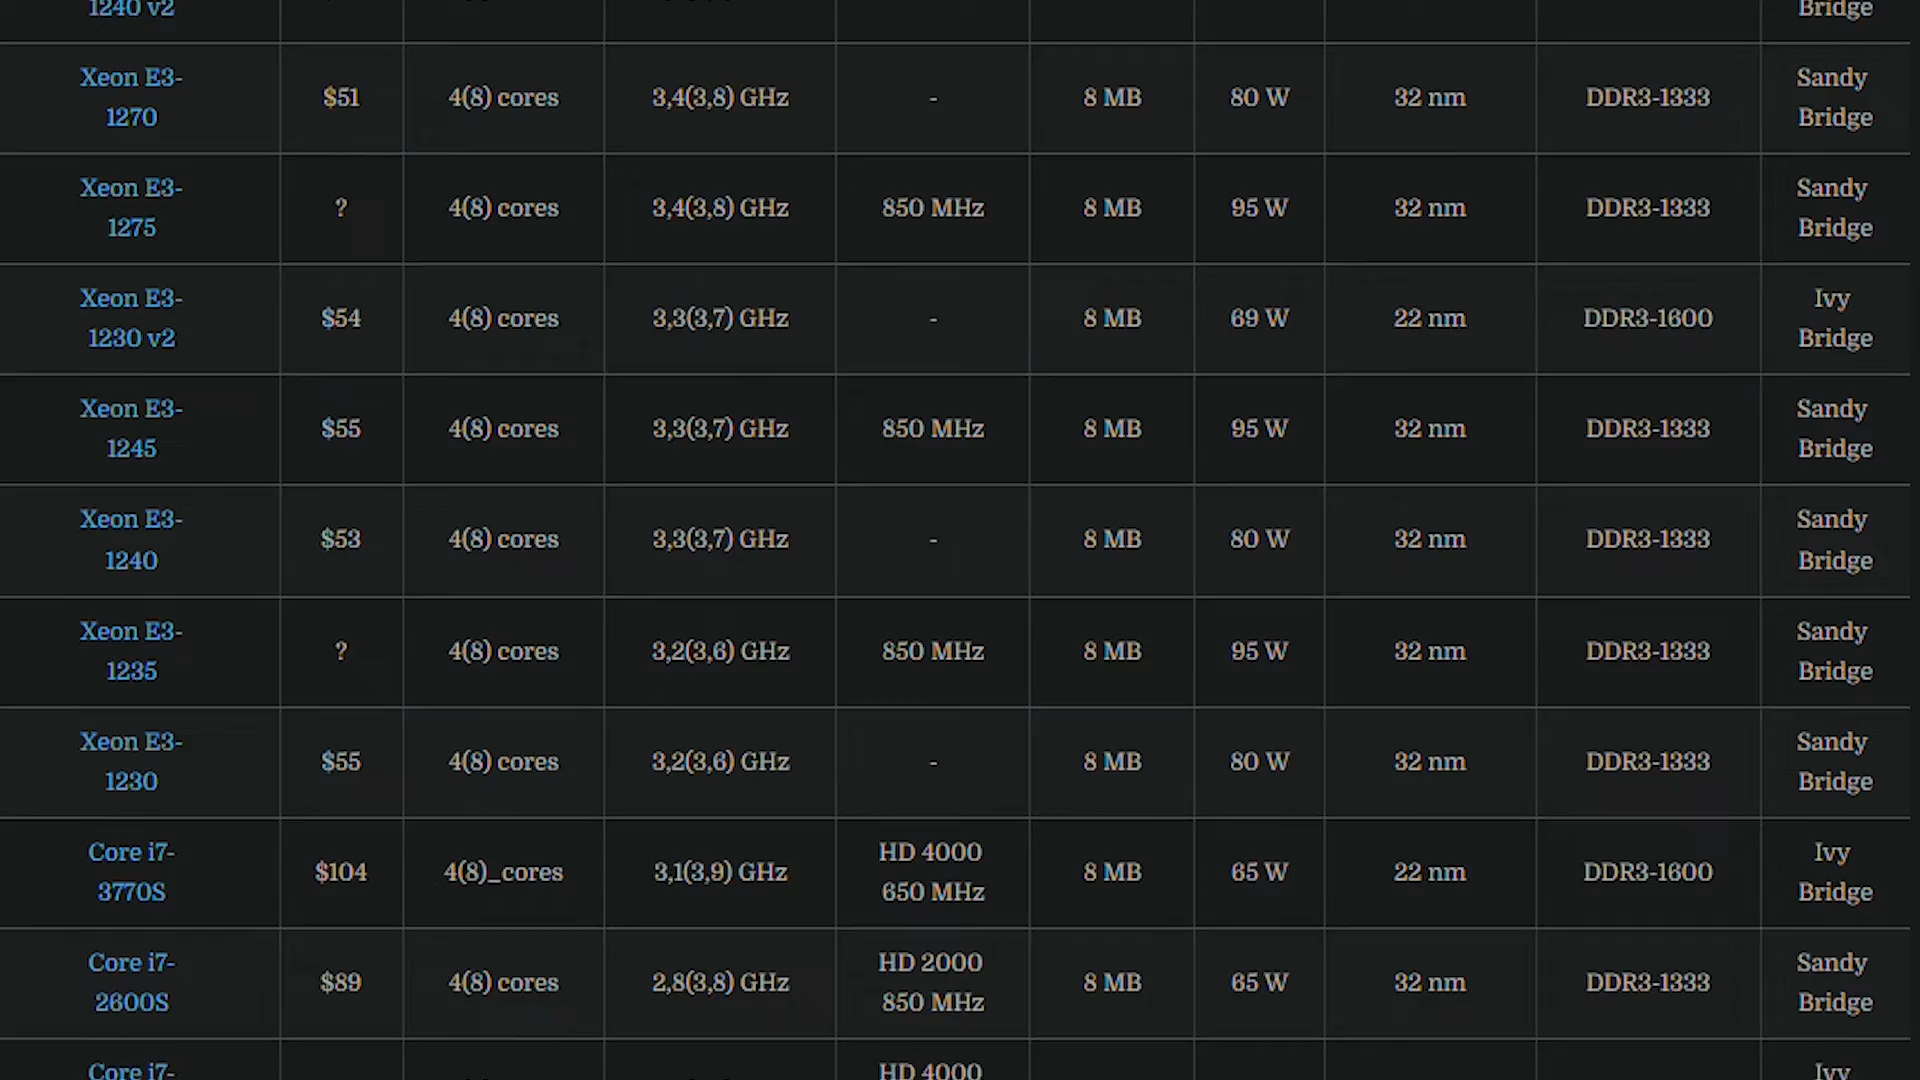 1240 v2
Bridge
Xeon E3-
1270
$51
4(8) cores
3,4(3,8) GHz
-
8 MB
80 W
32 nm
DDR3-1333
Sandy
Bridge
Xeon E3-
1275
?
4(8) cores
3,4(3,8) GHz
850 MHz
8 MB
95 W
32 nm
DDR3-1333
Sandy
Bridge
Xeon E3-
1230 v2
$54
4(8) cores
3,3(3,7) GHz
-
8 MB
69 W
22 nm
DDR3-1600
Ivy
Bridge
Xeon E3-
1245
$55
4(8) cores
3,3(3,7) GHz
850 MHz
8 MB
95 W
32 nm
DDR3-1333
Sandy
Bridge
Xeon E3-
1240
$53
4(8) cores
3,3(3,7) GHz
-
8 MB
80 W
32 nm
DDR3-1333
Sandy
Bridge
Xeon E3-
1235
?
4(8) cores
3,2(3,6) GHz
850 MHz
8 MB
95 W
32 nm
DDR3-1333
Sandy
Bridge
Xeon E3-
1230
$55
4(8) cores
3,2(3,6) GHz
-
8 MB
80 W
32 nm
DDR3-1333
Sandy
Bridge
Core i7-
3770S
$104
4(8)_cores
3,1(3,9) GHz
HD 4000
650 MHz
8 MB
65 W
22 nm
DDR3-1600
Ivy
Bridge
Core i7-
2600S
$89
4(8) cores
2,8(3,8) GHz
HD 2000
850 MHz
8 MB
65 W
32 nm
DDR3-1333
Sandy
Bridge
Core i7-
HD 4000
Ivy